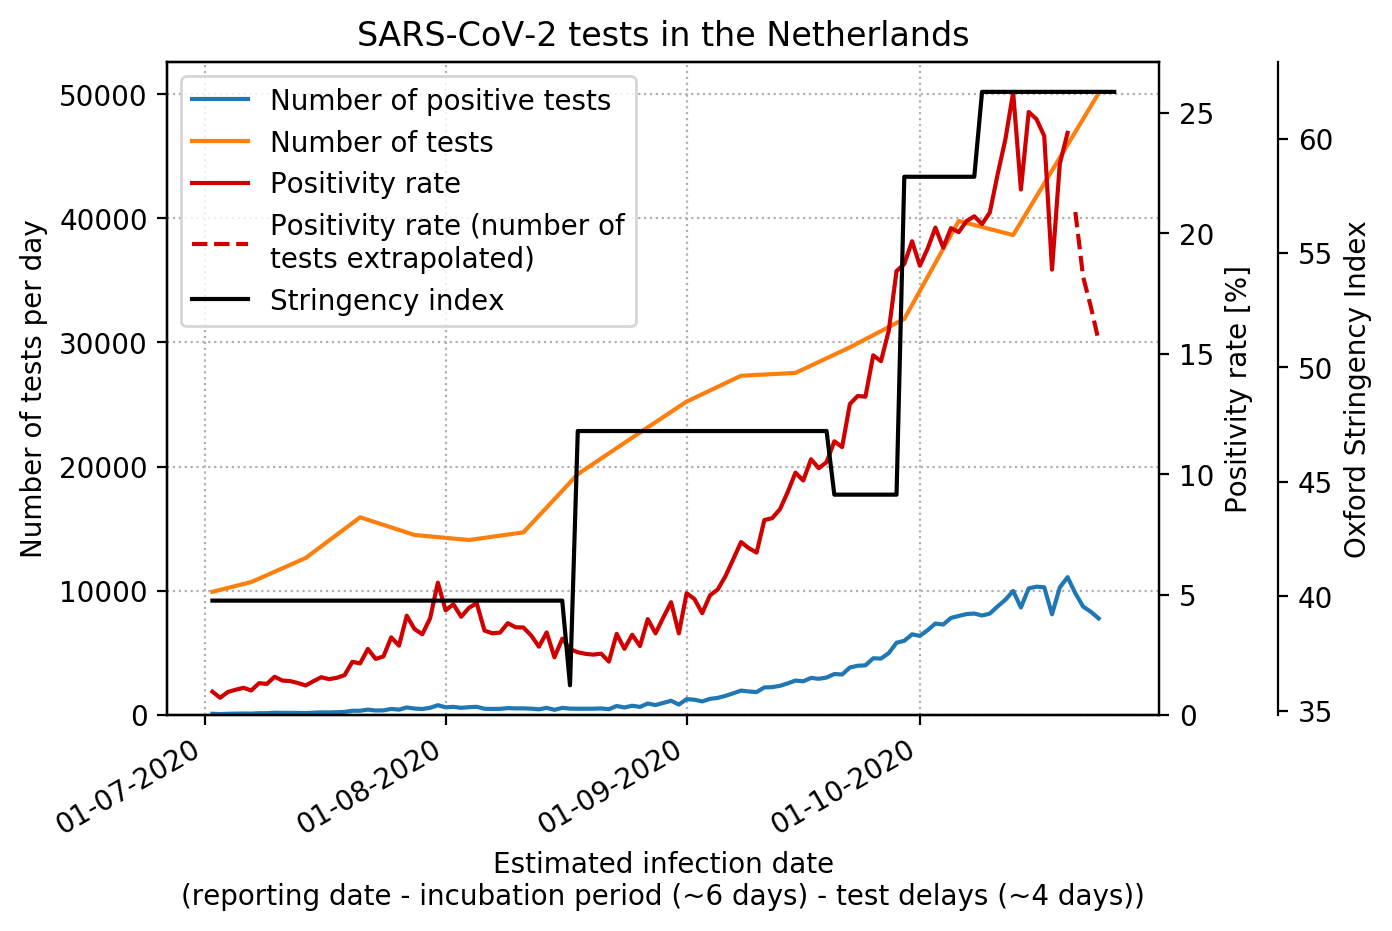 SARS-CoV-2 tests in the Netherlands
Number of positive tests
Number of tests
Positivity rate
Positivity rate (number of
tests extrapolated)
Stringency index
Number of tests per day
50000
40000
30000
20000
10000
0
Positivity rate [%]
25
20
15
10
5
0
Oxford Stringency Index
60
55
50
45
40
35
01-07-2020
01-08-2020
01-09-2020
01-10-2020
Estimated infection date
(reporting date - incubation period (~6 days) - test delays (~4 days))